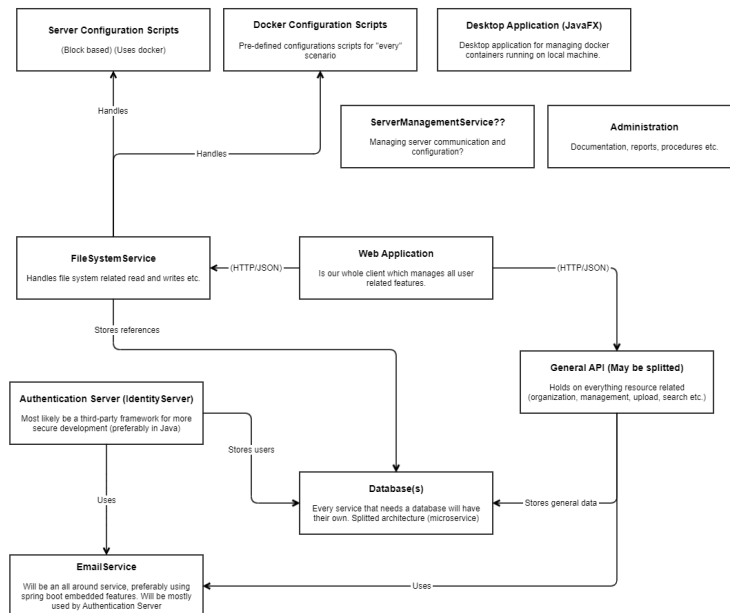 Server Configuration Scripts
(Block based) (Uses docker)
Docker Configuration Scripts
Pre-defined configurations scripts for "every"
scenario
Desktop Application (JavaFX)
Desktop application for managing docker
containers running on local machine.
Handles
ServerManagementService??
Managing server communication and
configuration?
Administration
Documentation, reports, procedures etc.
Handles
FileSystemService
Handles file system related read and writes etc.
(HTTP/JSON)
Web Application
Is our whole client which manages all user
related features.
(HTTP/JSON)
Stores references
General API (May be splitted)
Holds on everything resource related
(organization, management, upload, search etc.)
Authentication Server (IdentityServer)
Most likely be a third-party framework for more
secure development (preferably in Java)
Stores users
Uses
Database(s)
Every service that needs a database will have
their own. Splitted architecture (microservice)
Stores general data
EmailService
Will be an all around service, preferably using
spring boot embedded features. Will be mostly
used by Authentication Server
Uses